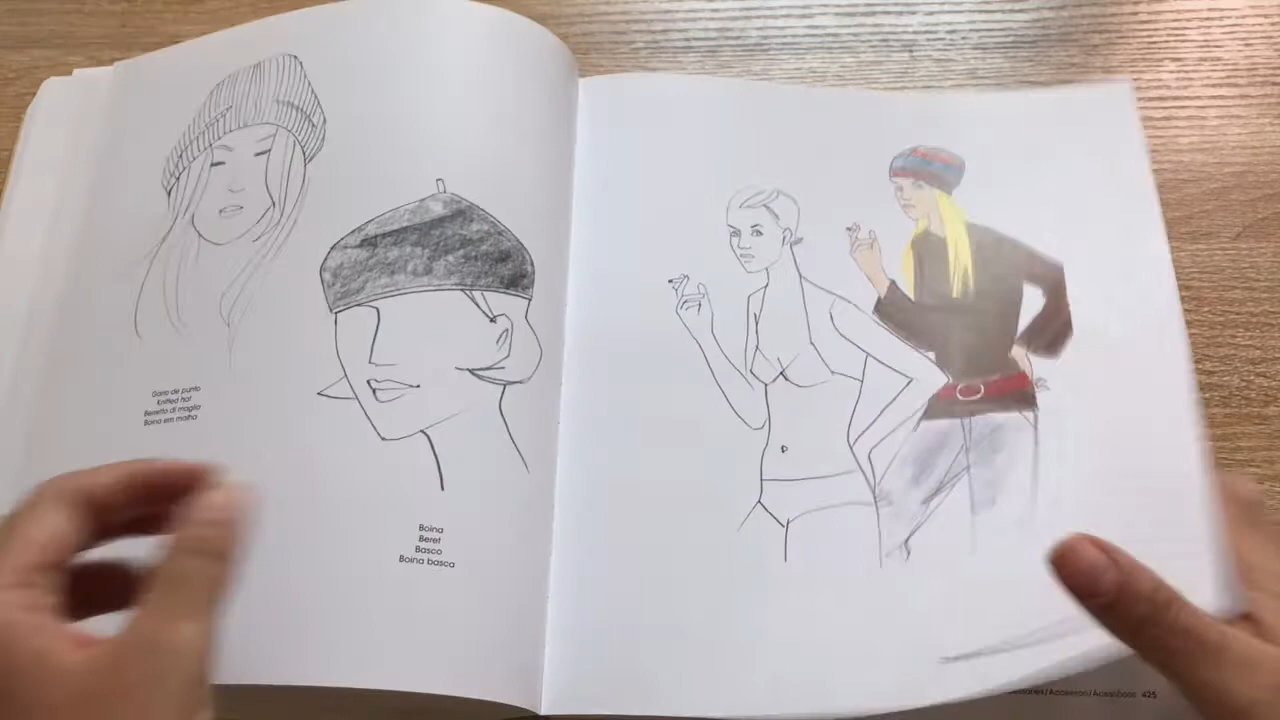 Gorro de punto
Knitted hat
Berretto di maglia
Boina em malha
Boina
Beret
Basco
Boina basca
425